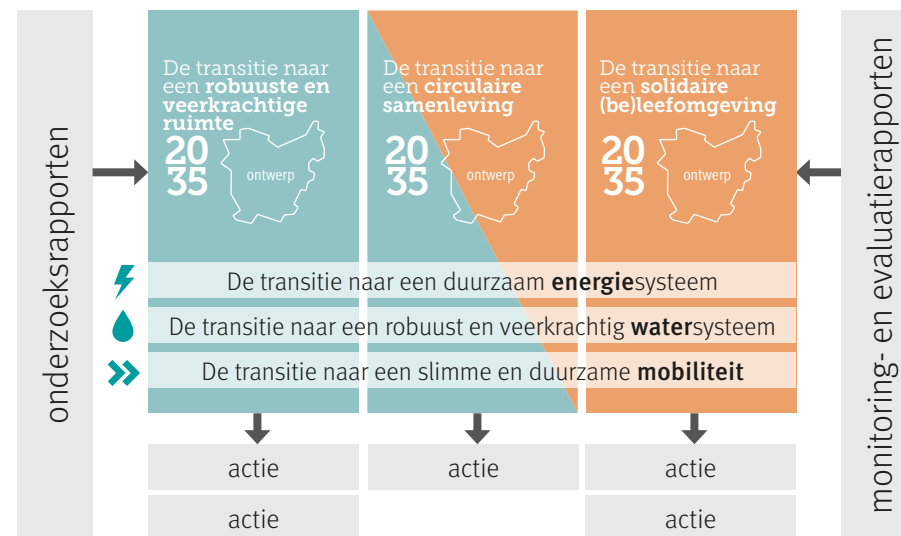 onderzoeksrapporten
De transitie naar
een robuuste en
veerkrachtige
ruimte
20
35
ontwerp
De transitie naar
een circulaire
samenleving
20
35
ontwerp
De transitie naar
een solidaire
(be)leefomgeving
20
35
ontwerp
De transitie naar een duurzaam energiesysteem
De transitie naar een robuust en veerkrachtig watersysteem
De transitie naar een slimme en duurzame mobiliteit
actie
actie
actie
actie
actie
monitoring- en evaluatierapporten